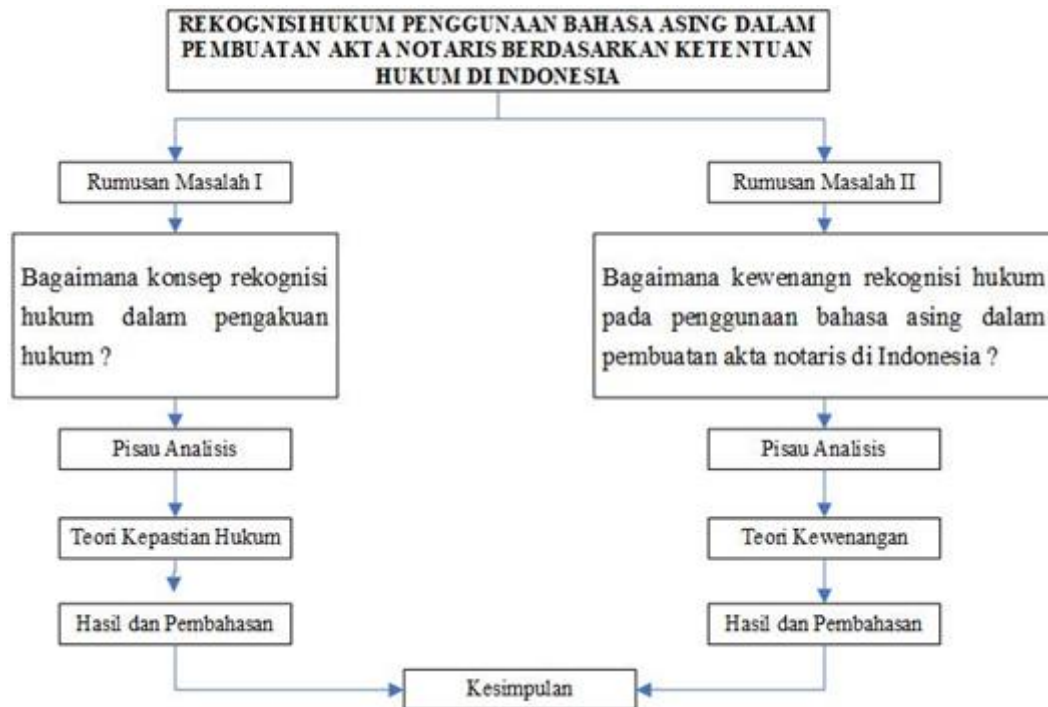 REKOGNISI HUKUM PENGGUNAAN BAHASA ASING DALAM
PEMBUATAN AKTA NOTARIS BERDASARKAN KETENTUAN
HUKUM DI INDONESIA
Rumusan Masalah I
Rumusan Masalah II
Bagaimana konsep rekognisi
hukum dalam pengakuan
hukum ?
Bagaimana kewenangn rekognisi hukum
pada penggunaan bahasa asing dalam
pembuatan akta notaris di Indonesia ?
Pisau Analisis
Pisau Analisis
Teori Kepastian Hukum
Teori Kewenangan
Hasil dan Pembahasan
Hasil dan Pembahasan
Kesimpulan